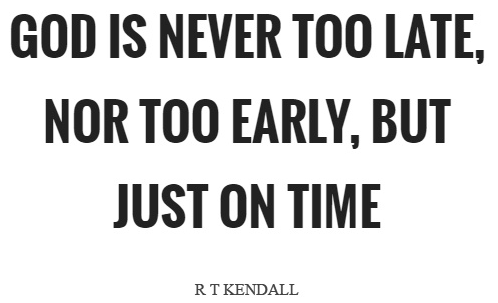 GOD IS NEVER TOO LATE,
NOR TOO EARLY, BUT
JUST ON TIME
R T KENDALL